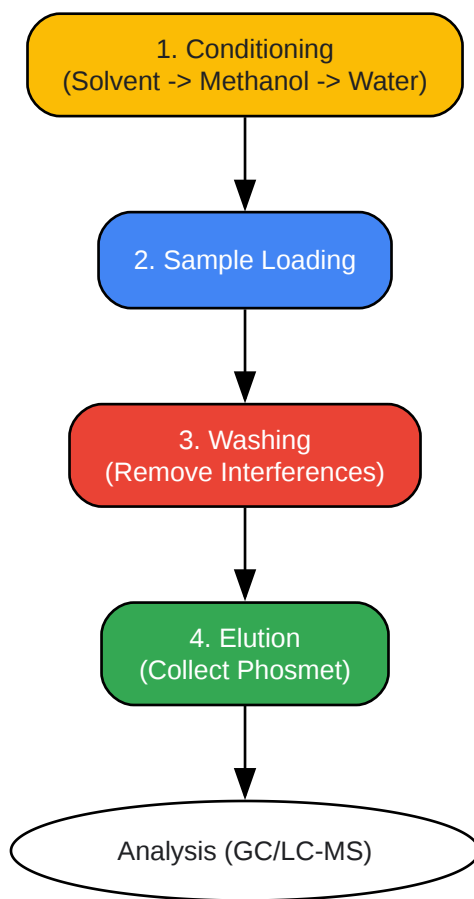 1. Conditioning
(Solvent -> Methanol -> Water)
2. Sample Loading
3. Washing
(Remove Interferences)
4. Elution
(Collect Phosmet)
Analysis (GC/LC-MS)